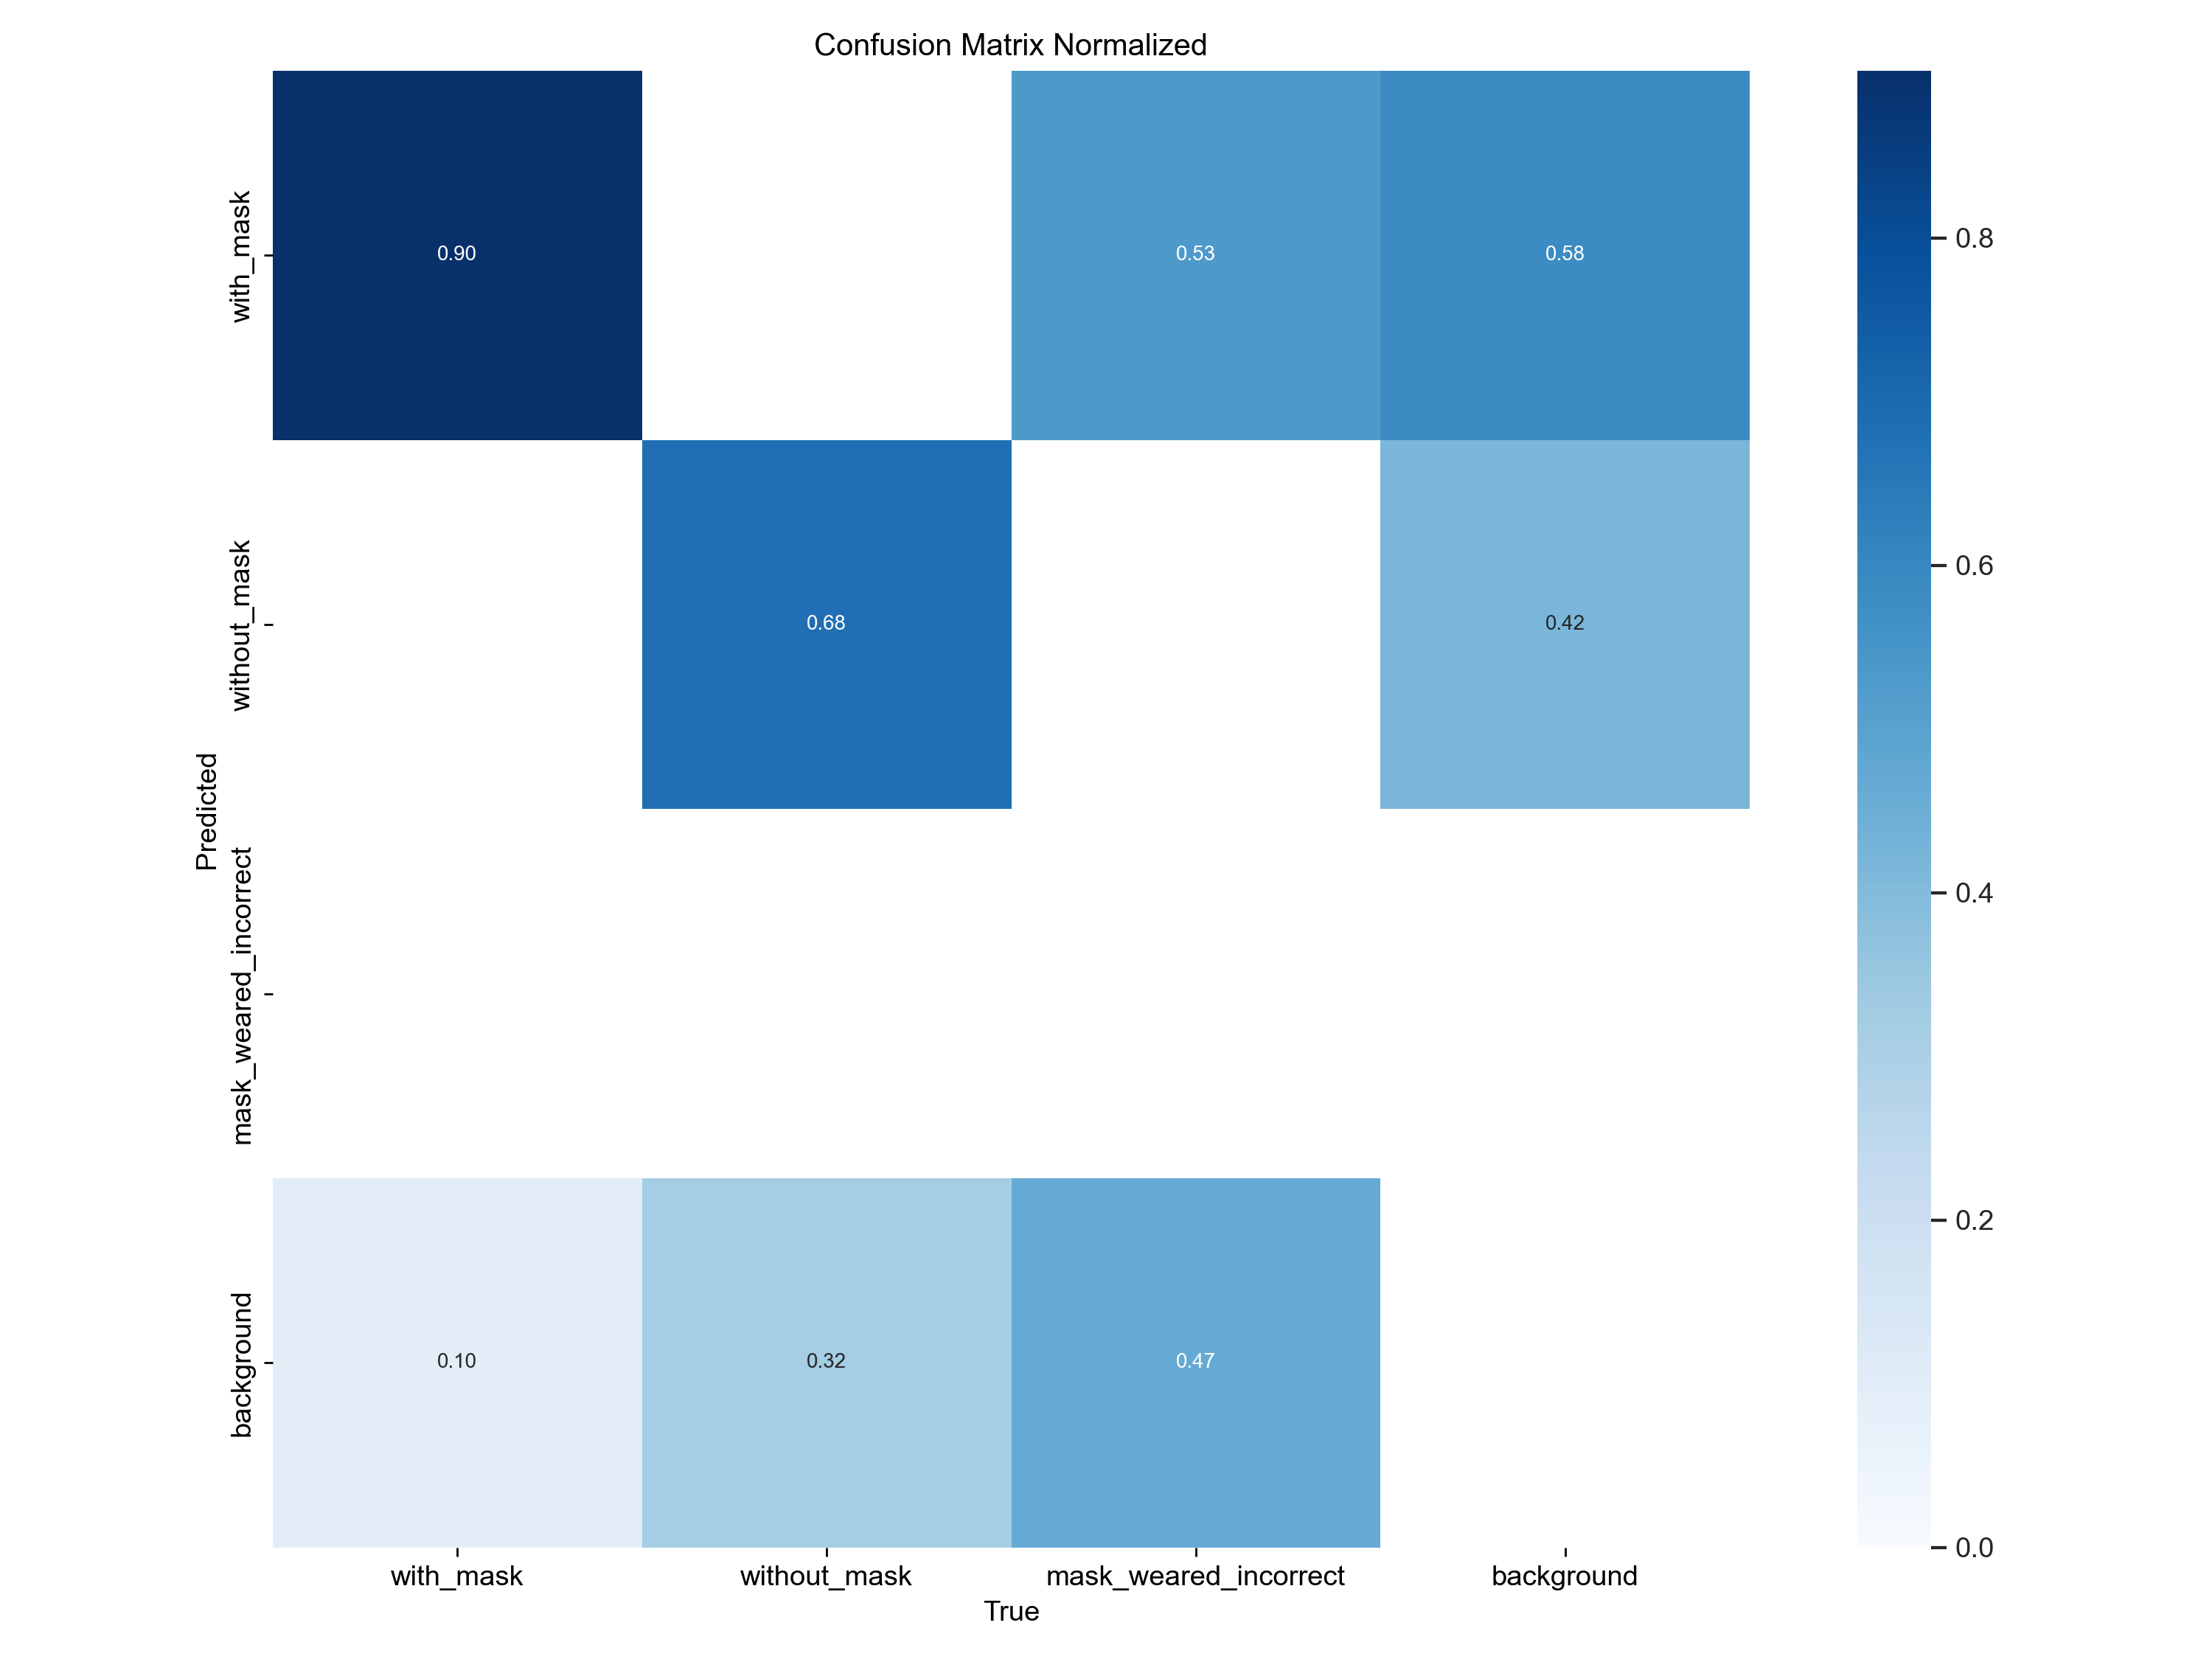 Confusion Matrix Normalized
with_mask
0.90
0.53
0.58
without_mask
0.68
0.42
mask_weared_incorrect
background
0.10
0.32
0.47
Predicted
with_mask
without_mask
mask_weared_incorrect
background
True
0.8
0.6
0.4
0.2
0.0